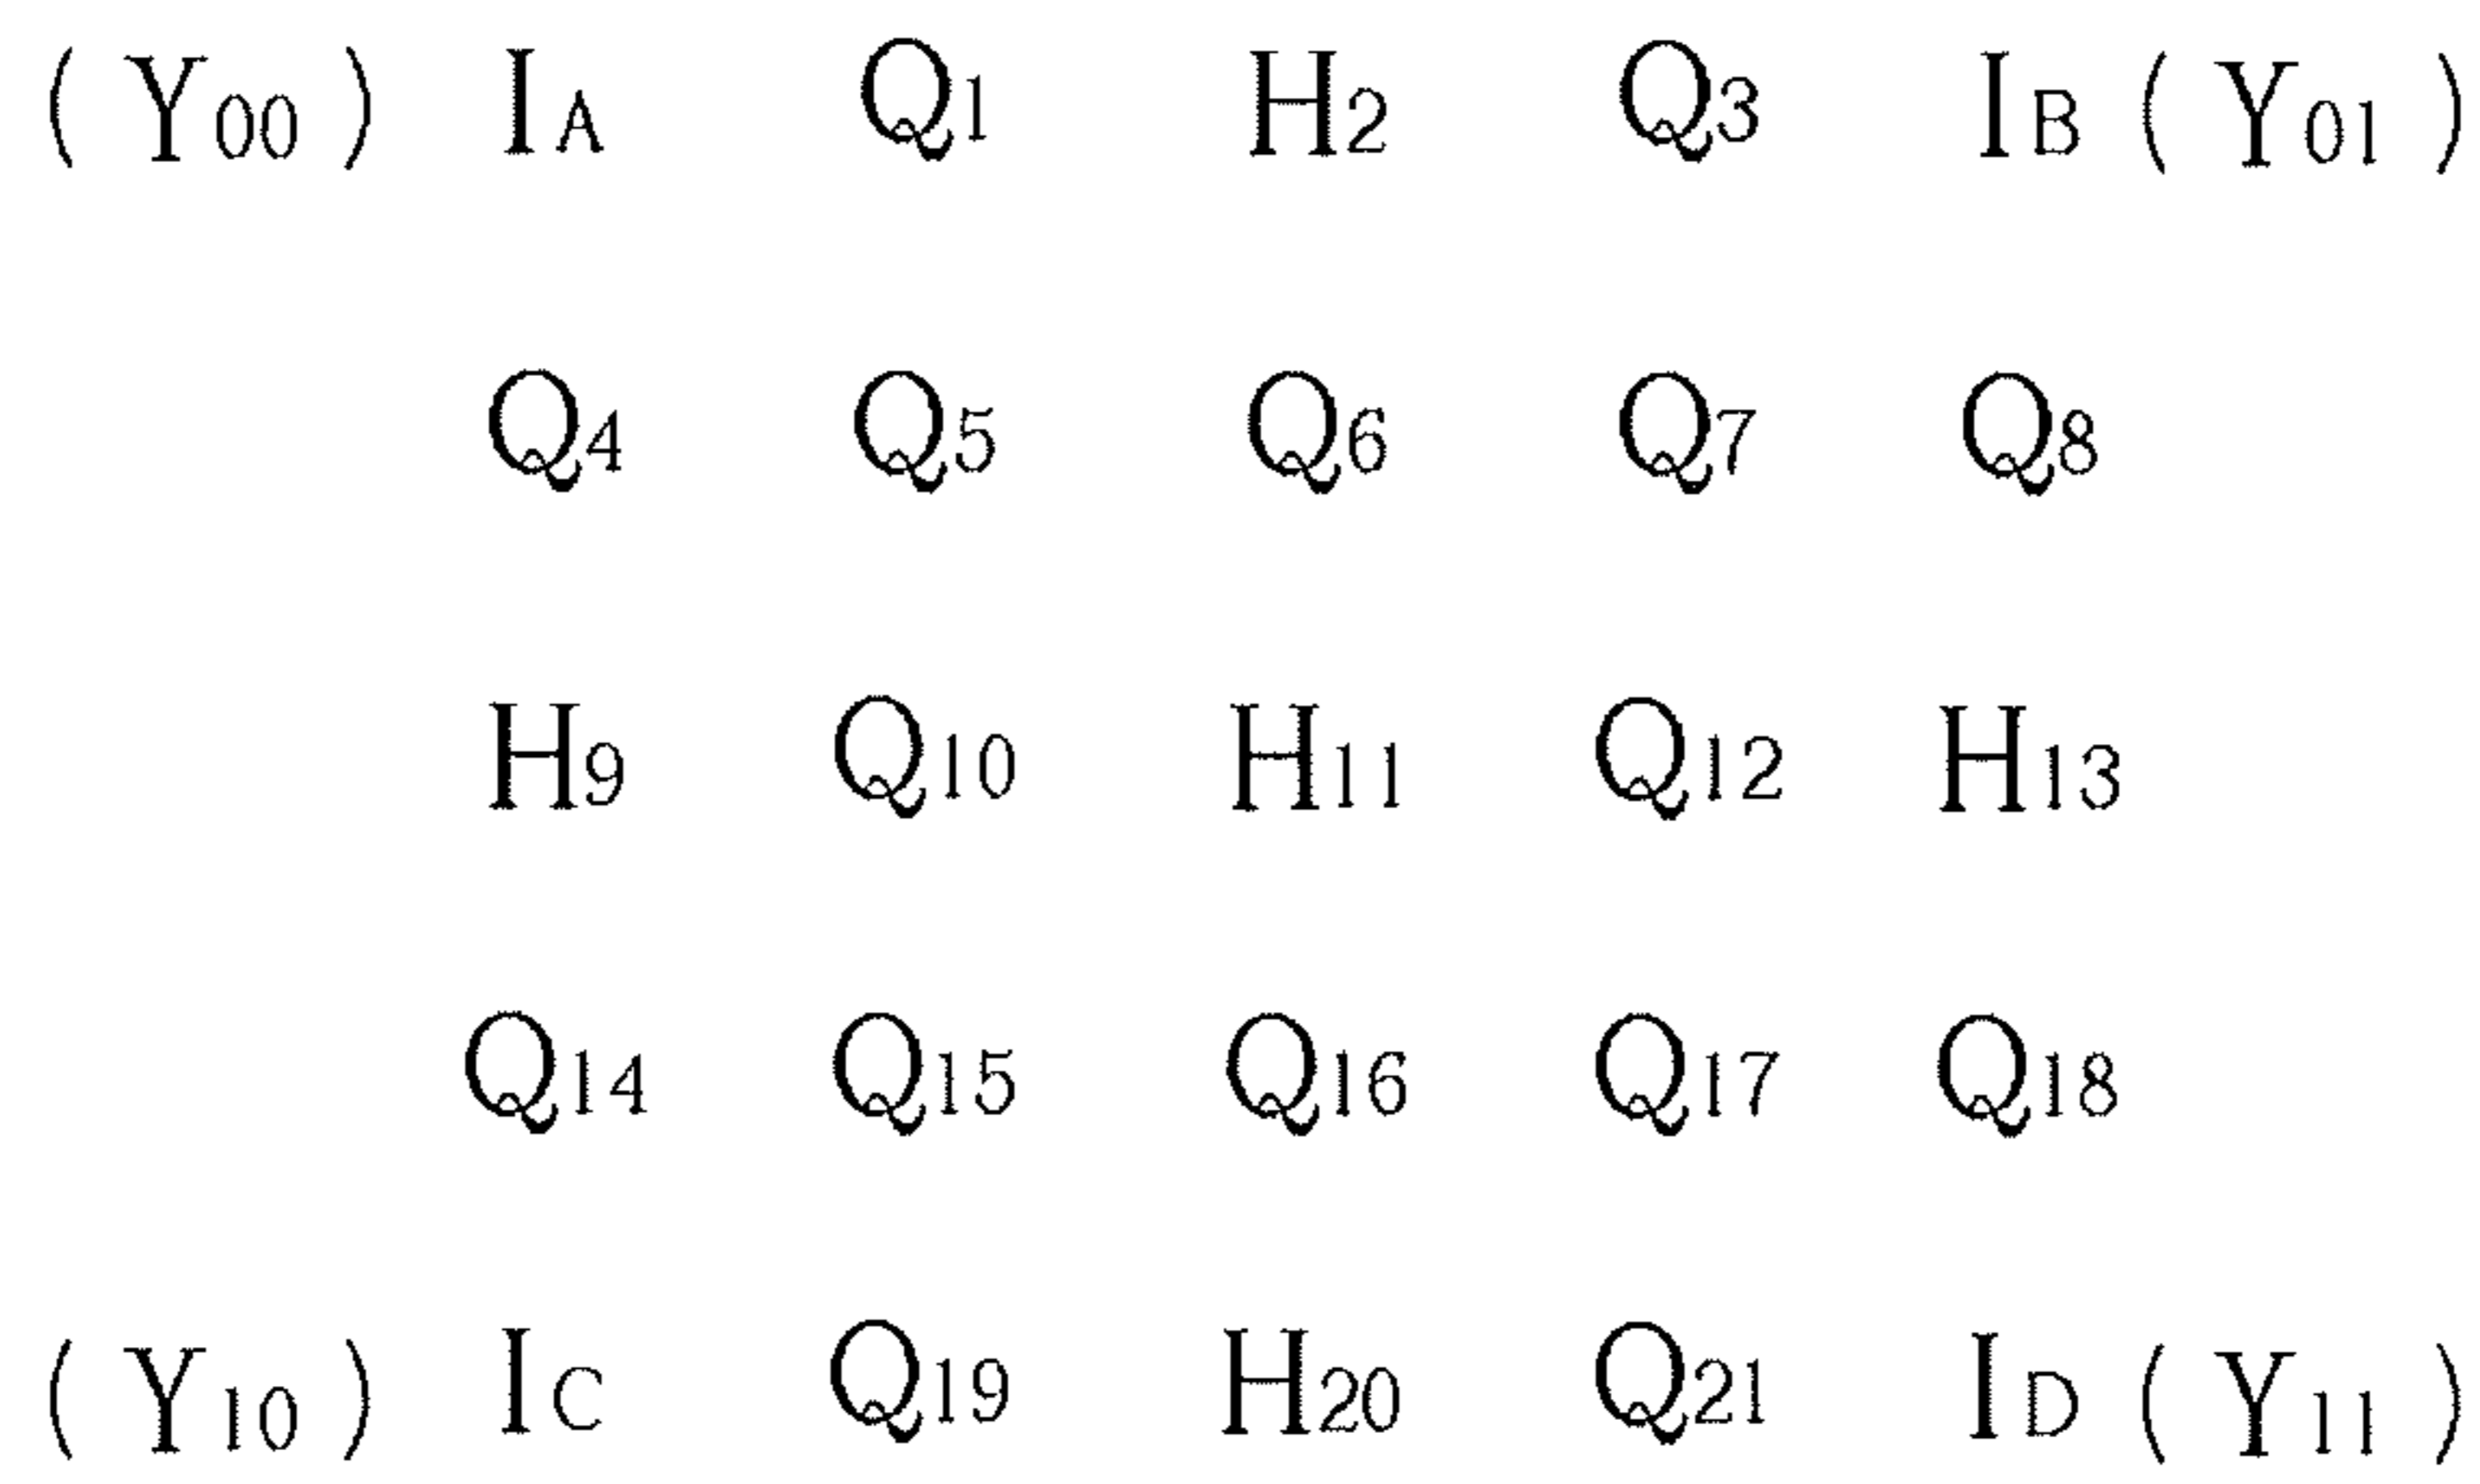 (Y00) IA Q1 H2 Q3 IB (Y01)
Q4 Q5 Q6 Q7 Q8
H9 Q10 H11 Q12 H13
Q14 Q15 Q16 Q17 Q18
(Y10) IC Q19 H20 Q21 ID (Y11)